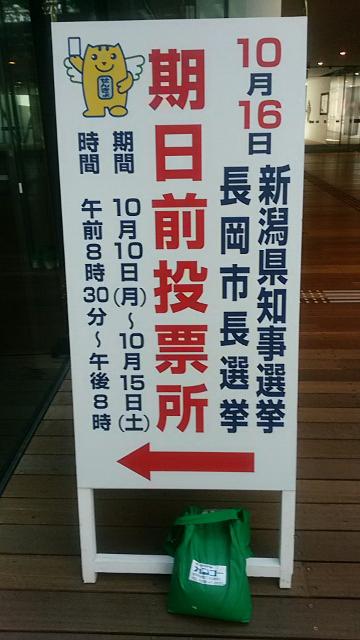 10月16日
新潟県知事選挙
長岡市長選挙
期日前投票所
期間 10月10日(月)～10月15日(土)
時間 午前8時30分～午後8時